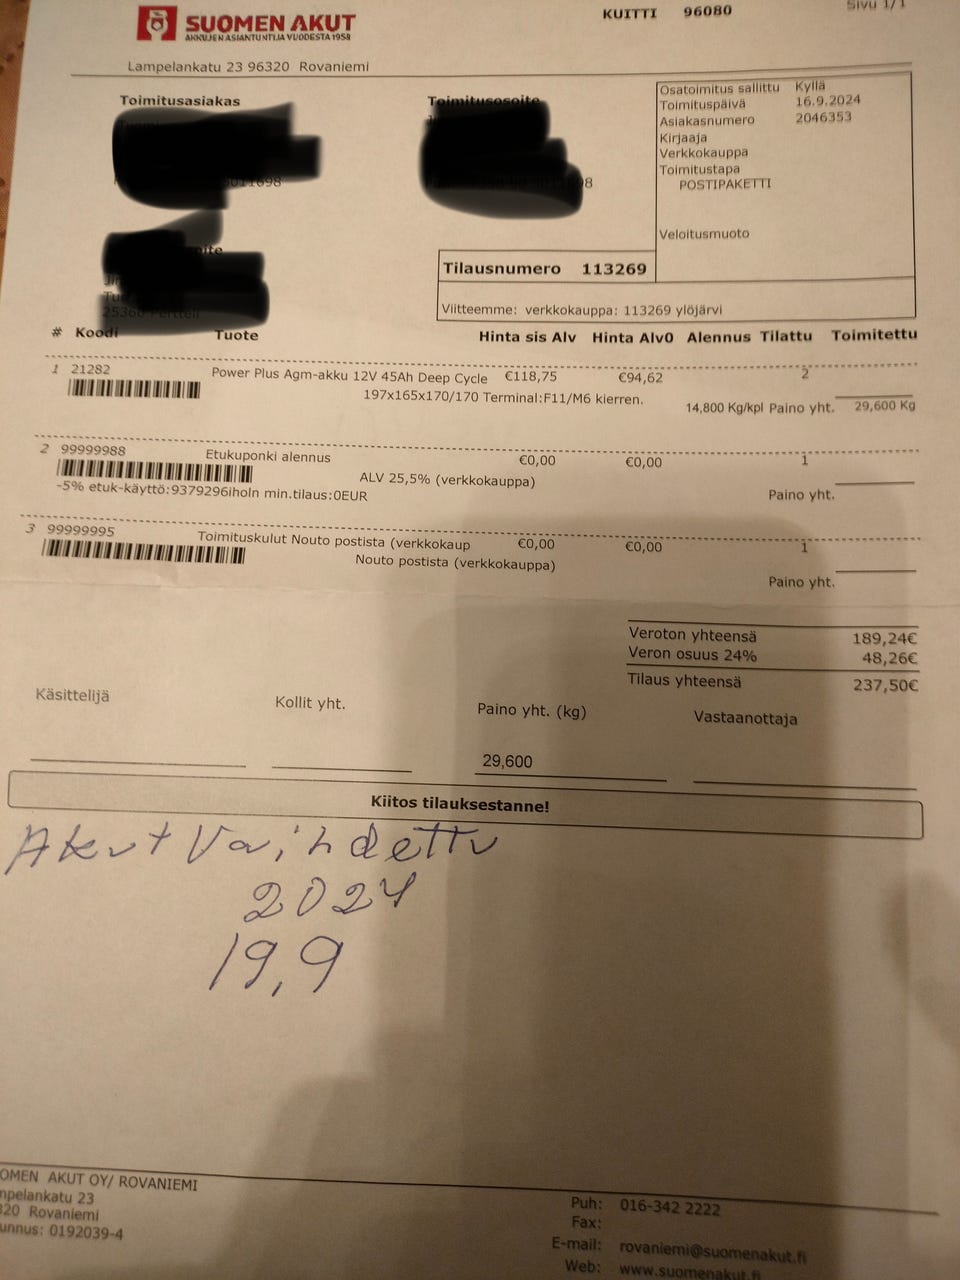 SUOMEN AKUT
AKKUJEN ASIANTUNTIJA VUODESTA 1958
KUITTI 96080
Sivu 1/1
Lampelankatu 23 96320 Rovaniemi
Toimitusasiakas
Toimitusosoite
Osatoimitus sallittu Kyllä
Toimituspäivä 16.9.2024
Asiakasnumero 2046353
Kirjaaja
Verkkokauppa
Toimitustapa
POSTIPAKETTI
Veloitusmuoto
Tilausnumero 113269
Viitteemme: verkkokauppa: 113269 ylöjärvi
# Koodi Tuote Hinta sis Alv Hinta Alv0 Alennus Tilattu Toimitettu
1 21282 Power Plus Agm-akku 12V 45Ah Deep Cycle €118,75 €94,62 2
197x165x170/170 Terminal:F11/M6 kierren.
14,800 Kg/kpl Paino yht. 29,600 Kg
2 99999988 Etukuponki alennus €0,00 €0,00 1
ALV 25,5% (verkkokauppa)
-5% etuk-käyttö:9379296iholn min.tilaus:0EUR
Paino yht.
3 99999995 Toimituskulut Nouto postista (verkkokaup €0,00 €0,00 1
Nouto postista (verkkokauppa)
Paino yht.
Veroton yhteensä 189,24€
Veron osuus 24% 48,26€
Tilaus yhteensä 237,50€
Käsittelijä Kollit yht. Paino yht. (kg) Vastaanottaja
29,600
Kiitos tilauksestanne!
Akut Vaihdettu
2024
19,9
OMEN AKUT OY/ ROVANIEMI
mpelankatu 23
320 Rovaniemi
unnus: 0192039-4
Puh: 016-342 2222
Fax:
E-mail: rovaniemi@suomenakut.fi
Web: www.suomenakut.fi